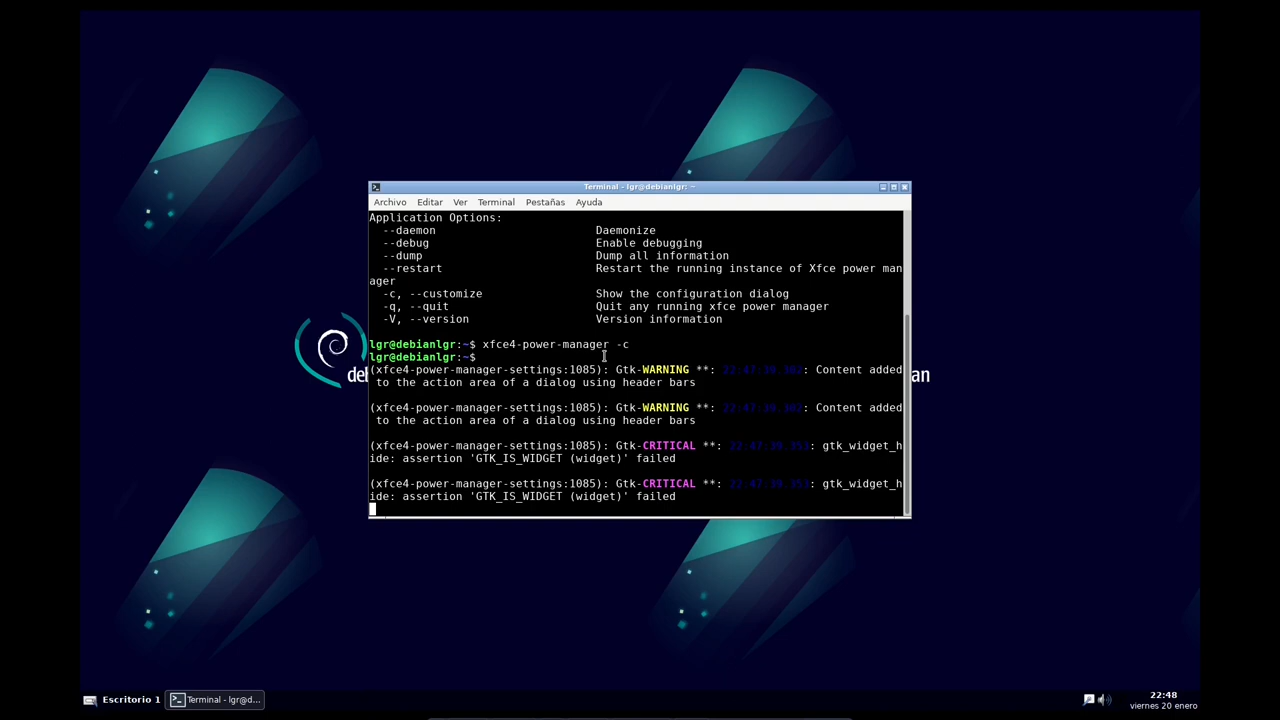 Terminal - lgr@debianlgr: ~
Archivo Editar Ver Terminal Pestañas Ayuda
Application Options:
--daemon Daemonize
--debug Enable debugging
--dump Dump all information
--restart Restart the running instance of Xfce power man
ager
-c, --customize Show the configuration dialog
-q, --quit Quit any running xfce power manager
-V, --version Version information
lgr@debianlgr:~$ xfce4-power-manager -c
lgr@debianlgr:~$
(xfce4-power-manager-settings:1085): Gtk-WARNING **: 22:47:39.302: Content added
to the action area of a dialog using header bars
(xfce4-power-manager-settings:1085): Gtk-WARNING **: 22:47:39.302: Content added
to the action area of a dialog using header bars
(xfce4-power-manager-settings:1085): Gtk-CRITICAL **: 22:47:39.353: gtk_widget_h
ide: assertion 'GTK_IS_WIDGET (widget)' failed
(xfce4-power-manager-settings:1085): Gtk-CRITICAL **: 22:47:39.353: gtk_widget_h
ide: assertion 'GTK_IS_WIDGET (widget)' failed
deb
an
Escritorio 1
Terminal - lgr@d...
22:48
viernes 20 enero